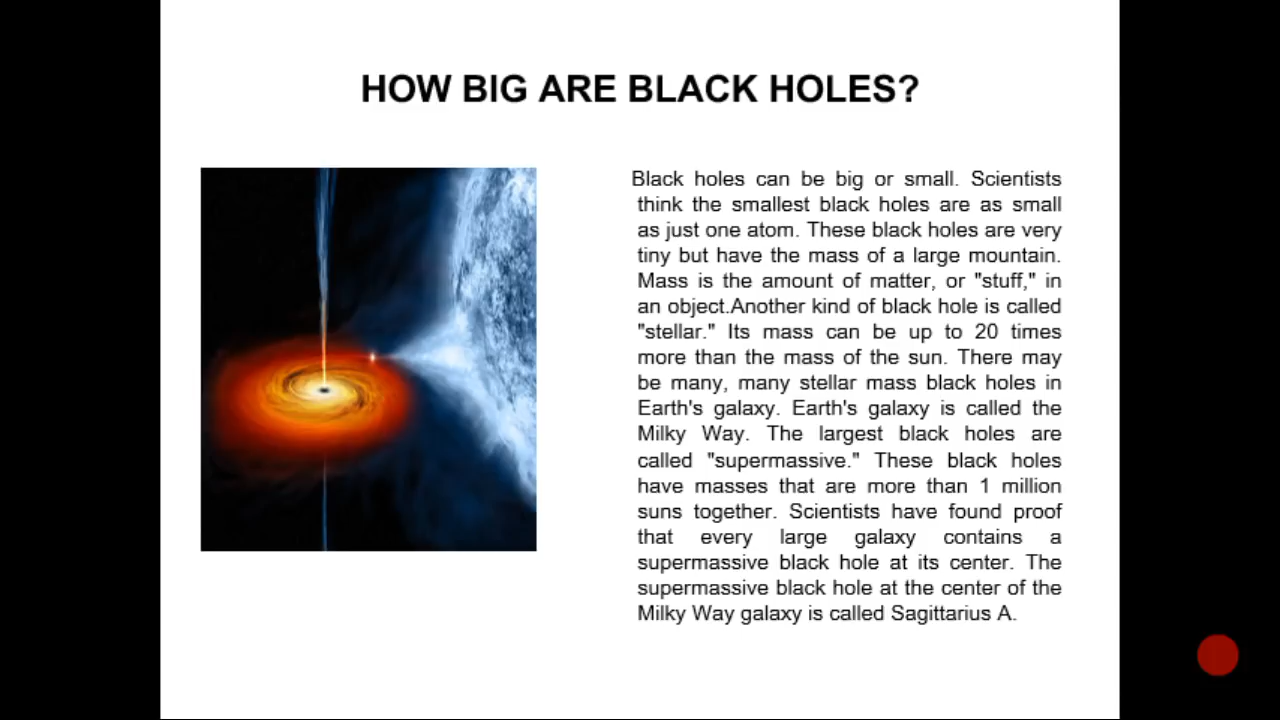 HOW BIG ARE BLACK HOLES?
Black holes can be big or small. Scientists
think the smallest black holes are as small
as just one atom. These black holes are very
tiny but have the mass of a large mountain.
Mass is the amount of matter, or "stuff," in
an object.Another kind of black hole is called
"stellar." Its mass can be up to 20 times
more than the mass of the sun. There may
be many, many stellar mass black holes in
Earth's galaxy. Earth's galaxy is called the
Milky Way. The largest black holes are
called "supermassive." These black holes
have masses that are more than 1 million
suns together. Scientists have found proof
that every large galaxy contains a
supermassive black hole at its center. The
supermassive black hole at the center of the
Milky Way galaxy is called Sagittarius A.